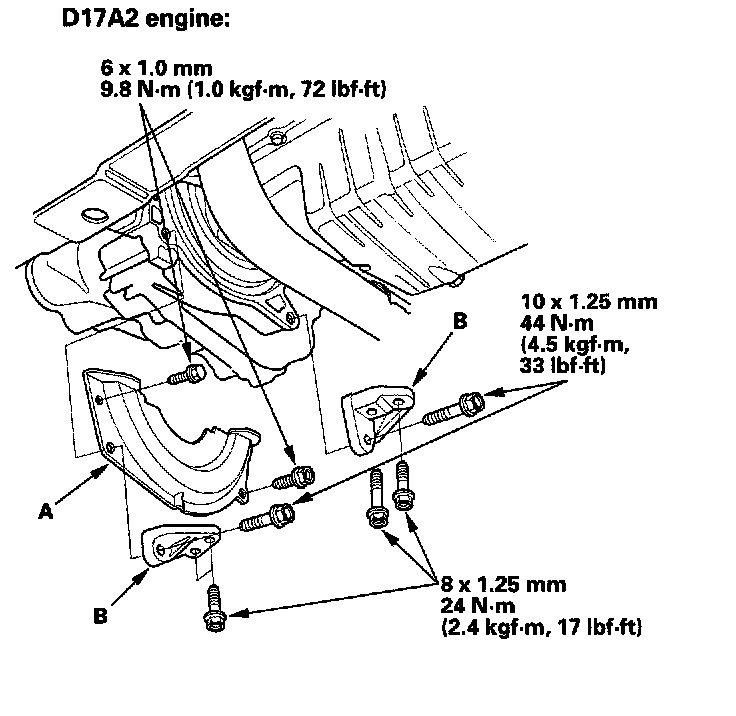 D17A2 engine:
6 x 1.0 mm
9.8 N·m (1.0 kgf·m, 72 lbf·ft)
10 x 1.25 mm
44 N·m
(4.5 kgf·m,
33 lbf·ft)
B
A
B
8 x 1.25 mm
24 N·m
(2.4 kgf·m, 17 lbf·ft)